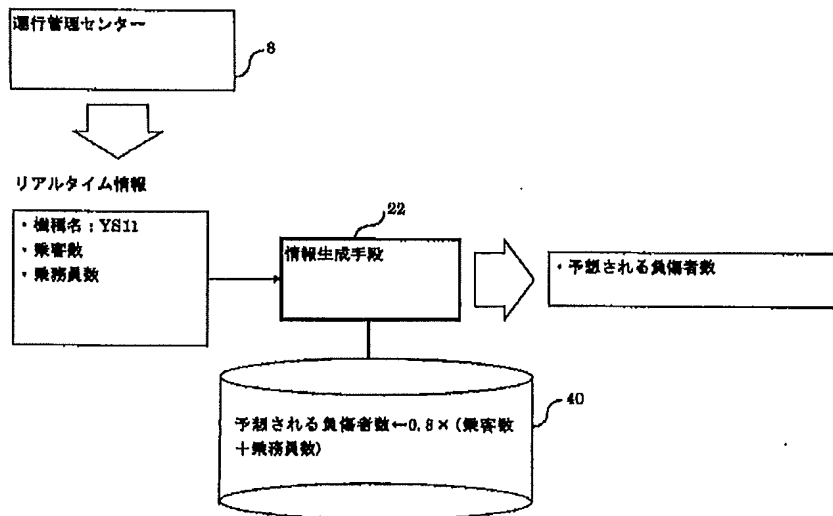 運行管理センター
8
リアルタイム情報
・機種名：YS11
・乗客数
・乗務員数
22
情報生成手段
・予想される負傷者数
40
予想される負傷者数←0.8×(乗客数
＋乗務員数)